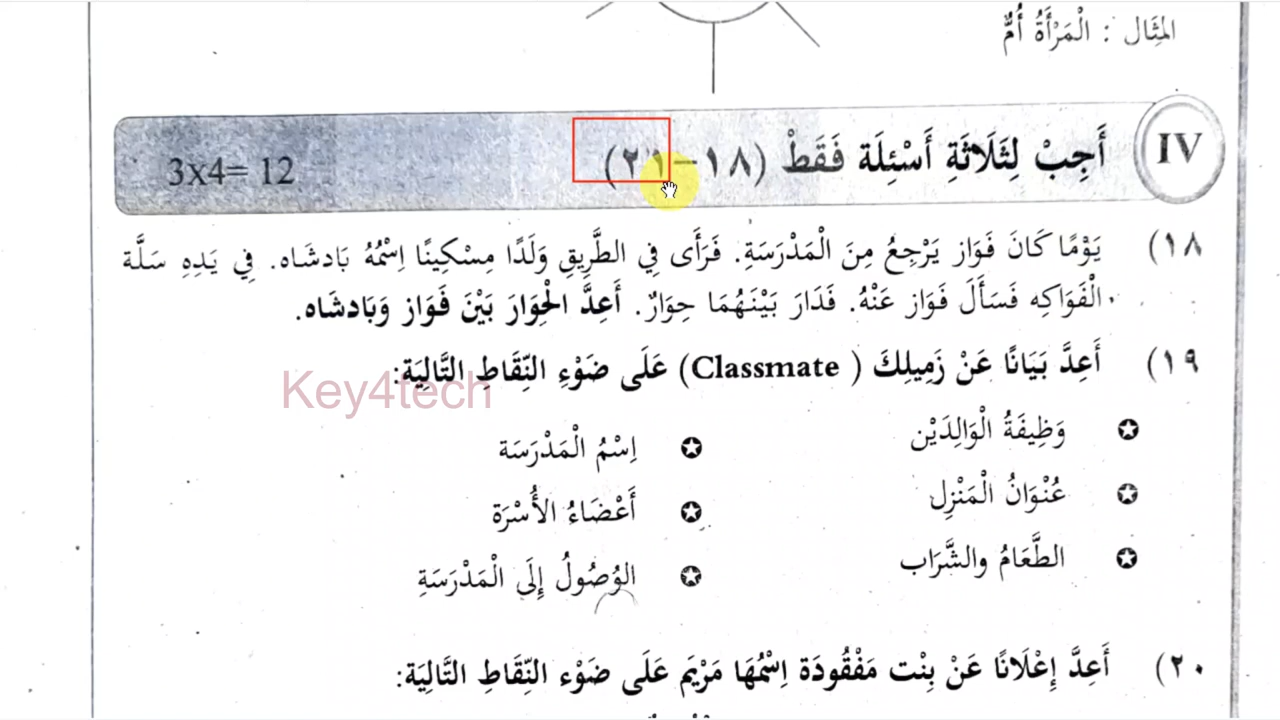 المِثَال : الْمَرْأَةُ أُمٌّ
IV أَجِبْ لِثَلَاثَةِ أَسْئِلَة فَقَطْ (١٨-٢١) 3x4= 12
١٨) يَوْمًا كَانَ فَوَاز يَرْجِعُ مِنَ الْمَدْرَسَةِ. فَرَأَى فِي الطَّرِيقِ وَلَدًا مِسْكِينًا اِسْمُهُ بَادشَاه. فِي يَدِهِ سَلَّة
الْفَوَاكِه فَسَأَلَ فَوَاز عَنْهُ. فَدَارَ بَيْنَهُمَا حِوَارٌ. أَعِدَّ الْحِوَارَ بَيْنَ فَوَاز وَبَادشَاه.
١٩) أَعِدَّ بَيَانًا عَنْ زَمِيلِكَ (Classmate) عَلَى ضَوْءِ النِّقَاطِ التَّالِيَة:
Key4tech
وَظِيفَةُ الْوَالِدَيْن اِسْمُ الْمَدْرَسَة
عُنْوَانُ الْمَنْزِل أَعْضَاءُ الأُسْرَة
الطَّعَامُ والشَّرَاب الوُصُولُ إِلَى الْمَدْرَسَةِ
٢٠) أَعِدَّ إِعْلَانًا عَنْ بِنْت مَفْقُودَة اِسْمُهَا مَرْيَم عَلَى ضَوْء النِّقَاطِ التَّالِيَة: